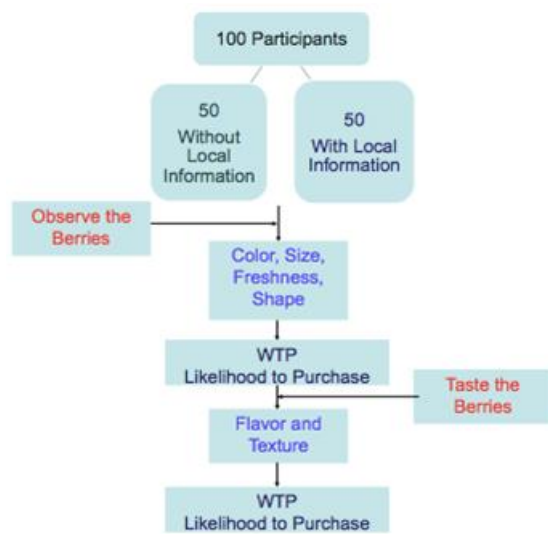 100 Participants
50
Without
Local
Information
50
With Local
Information
Observe the
Berries
Color, Size,
Freshness,
Shape
WTP
Likelihood to Purchase
Taste the
Berries
Flavor and
Texture
WTP
Likelihood to Purchase